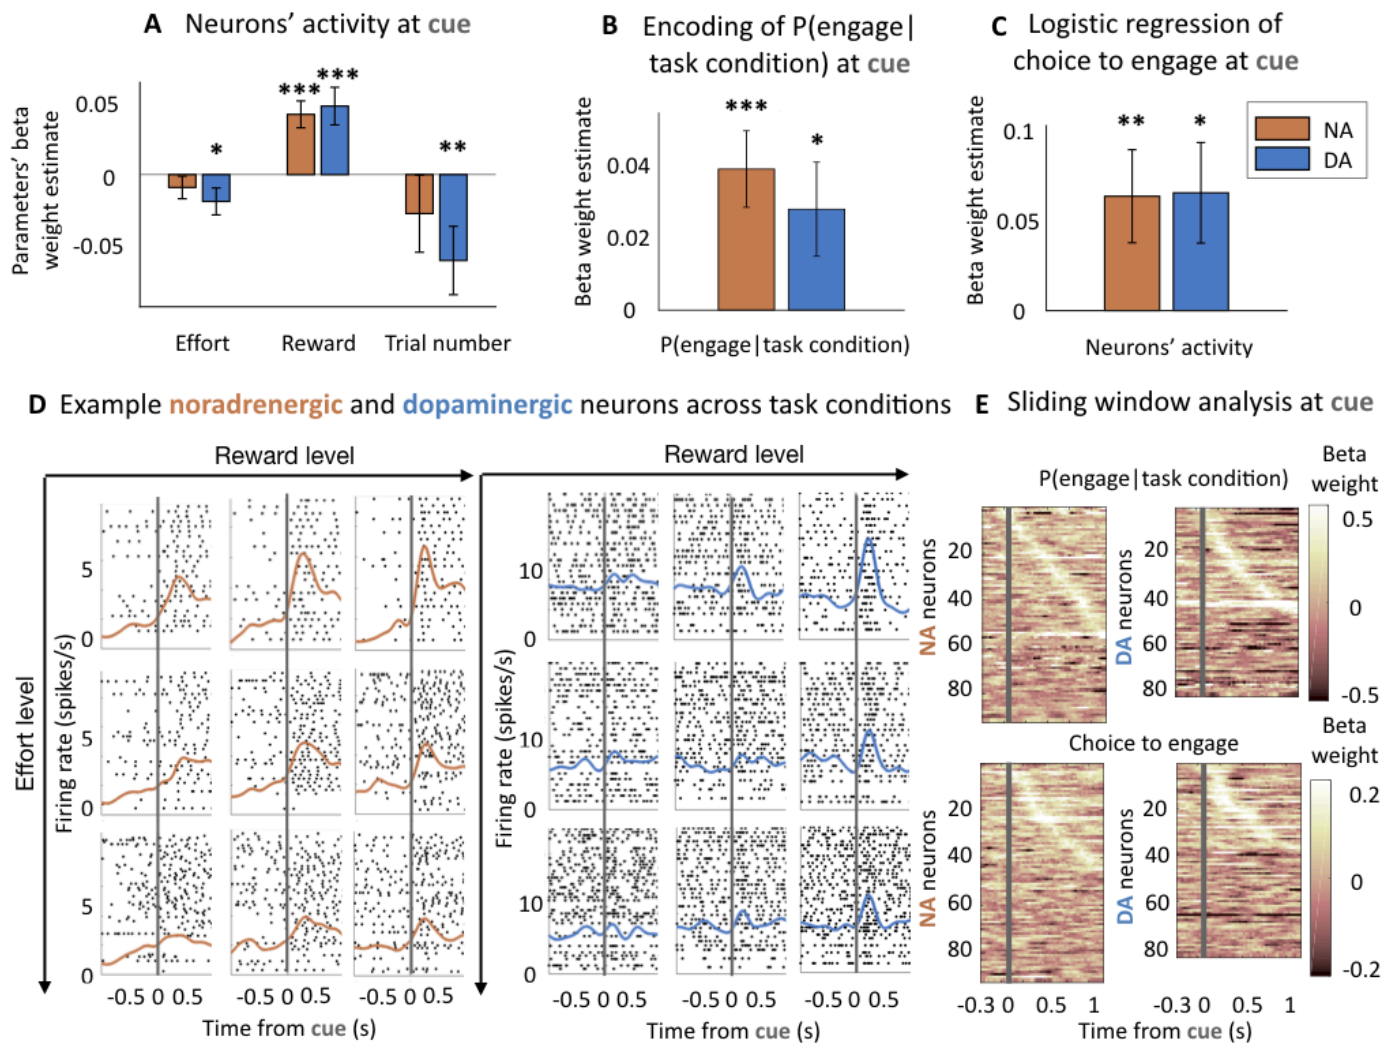 A Neurons' activity at cue
Parameters' beta
weight estimate
0.05
0
-0.05
***
***
*
**
Effort
Reward
Trial number
B Encoding of P(engage|
task condition) at cue
Beta weight estimate
0.04
0.02
0
***
*
P(engage|task condition)
C Logistic regression of
choice to engage at cue
Beta weight estimate
0.1
0.05
0
**
*
Neurons' activity
NA
DA
D Example noradrenergic and dopaminergic neurons across task conditions
Reward level
Reward level
Effort level
Firing rate (spikes/s)
5
0
5
0
5
0
-0.5 0 0.5
-0.5 0 0.5
-0.5 0 0.5
Time from cue (s)
Firing rate (spikes/s)
10
0
10
0
10
0
-0.5 0 0.5
-0.5 0 0.5
-0.5 0 0.5
Time from cue (s)
E Sliding window analysis at cue
P(engage|task condition)
Beta
weight
0.5
0
-0.5
NA neurons
20
40
60
80
DA neurons
20
40
60
80
Choice to engage
Beta
weight
0.2
0
-0.2
NA neurons
20
40
60
80
DA neurons
20
40
60
80
-0.3 0 0.5 1
-0.3 0 0.5 1
Time from cue (s)